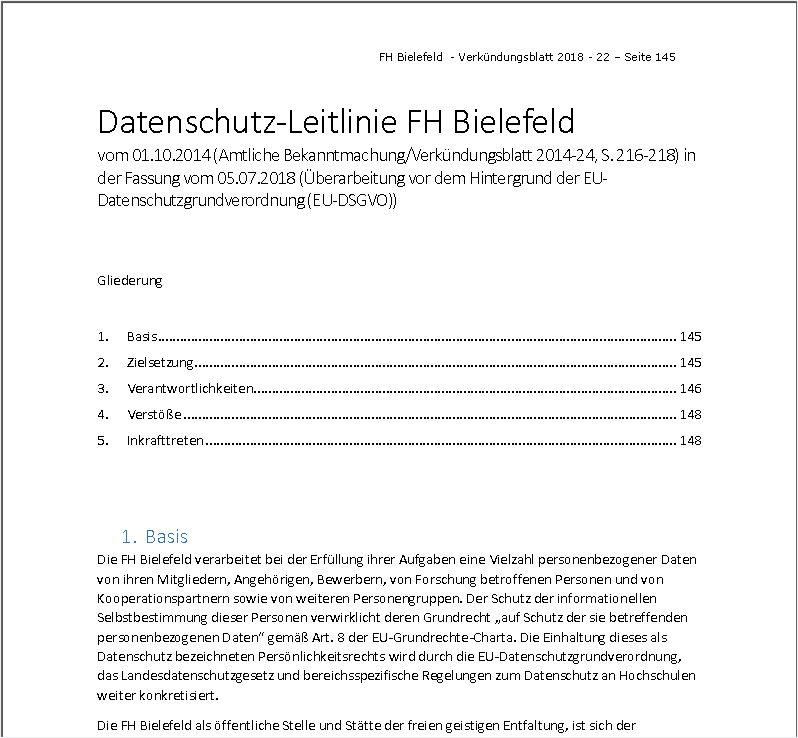 FH Bielefeld - Verkündungsblatt 2018 - 22 – Seite 145
Datenschutz-Leitlinie FH Bielefeld
vom 01.10.2014 (Amtliche Bekanntmachung/Verkündungsblatt 2014-24, S. 216-218) in
der Fassung vom 05.07.2018 (Überarbeitung vor dem Hintergrund der EU-
Datenschutzgrundverordnung (EU-DSGVO))
Gliederung
1. Basis........................................................ 145
2. Zielsetzung........................................................ 145
3. Verantwortlichkeiten........................................................ 146
4. Verstöße........................................................ 148
5. Inkrafttreten........................................................ 148
1. Basis
Die FH Bielefeld verarbeitet bei der Erfüllung ihrer Aufgaben eine Vielzahl personenbezogener Daten
von ihren Mitgliedern, Angehörigen, Bewerbern, von Forschung betroffenen Personen und von
Kooperationspartnern sowie von weiteren Personengruppen. Der Schutz der informationellen
Selbstbestimmung dieser Personen verwirklicht deren Grundrecht „auf Schutz der sie betreffenden
personenbezogenen Daten“ gemäß Art. 8 der EU-Grundrechte-Charta. Die Einhaltung dieses als
Datenschutz bezeichneten Persönlichkeitsrechts wird durch die EU-Datenschutzgrundverordnung,
das Landesdatenschutzgesetz und bereichsspezifische Regelungen zum Datenschutz an Hochschulen
weiter konkretisiert.
Die FH Bielefeld als öffentliche Stelle und Stätte der freien geistigen Entfaltung, ist sich der